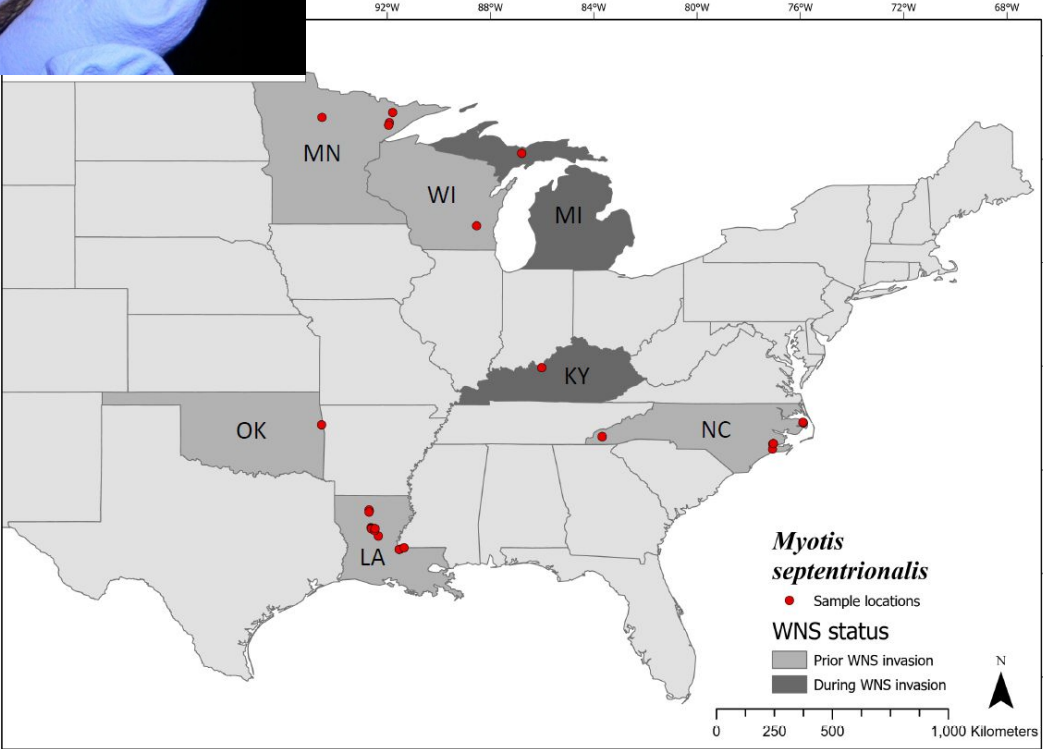 92°W 88°W 84°W 80°W 76°W 72°W 68°W
MN
WI
MI
KY
OK
NC
LA
Myotis
septentrionalis
Sample locations
WNS status
Prior WNS invasion
During WNS invasion
N
0 250 500 1,000 Kilometers